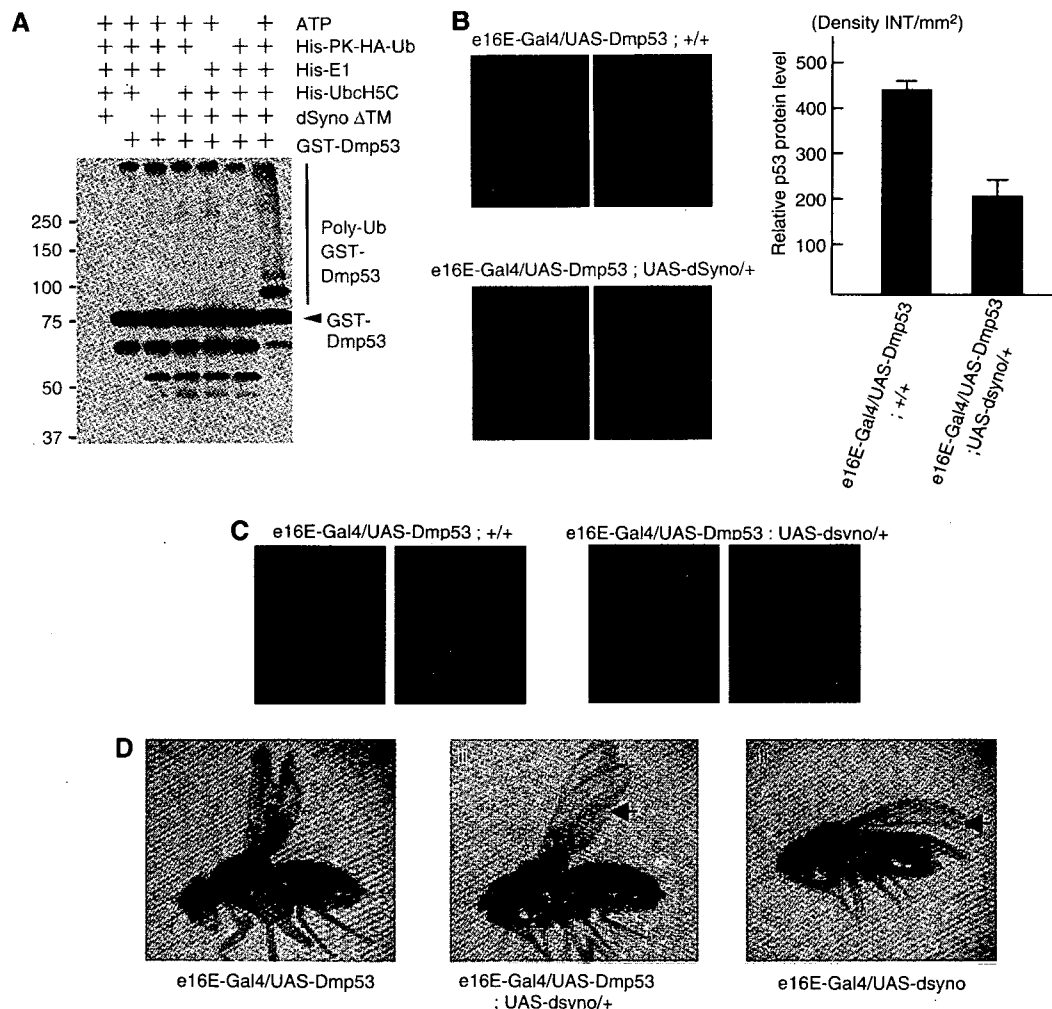 A
+ + + + + + ATP
+ + + + + + His-PK-HA-Ub
+ + + + + + His-E1
+ + + + + + His-UbcH5C
+ + + + + + dSyno ΔTM
+ + + + + + GST-Dmp53
250
150
100
75
50
37
Poly-Ub
GST-
Dmp53
GST-
Dmp53
B
e16E-Gal4/UAS-Dmp53 ; +/+
e16E-Gal4/UAS-Dmp53 ; UAS-dSyno/+
(Density INT/mm²)
Relative p53 protein level
500
400
200
100
e16E-Gal4/UAS-Dmp53
; +/+
e16E-Gal4/UAS-Dmp53
;UAS-dsyno/+
C
e16E-Gal4/UAS-Dmp53 ; +/+
e16E-Gal4/UAS-Dmp53 : UAS-dsyno/+
D
e16E-Gal4/UAS-Dmp53
e16E-Gal4/UAS-Dmp53
: UAS-dsyno/+
e16E-Gal4/UAS-dsyno